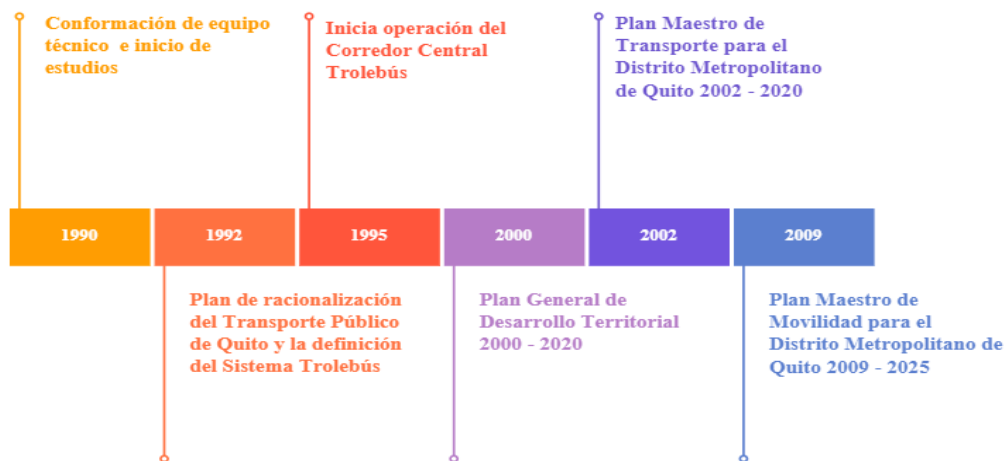 Conformación de equipo
técnico e inicio de
estudios
Inicia operación del
Corredor Central
Trolebús
Plan Maestro de
Transporte para el
Distrito Metropolitano
de Quito 2002 - 2020
1990
1992
1995
2000
2002
2009
Plan de racionalización
del Transporte Público
de Quito y la definición
del Sistema Trolebús
Plan General de
Desarrollo Territorial
2000 - 2020
Plan Maestro de
Movilidad para el
Distrito Metropolitano de
Quito 2009 - 2025